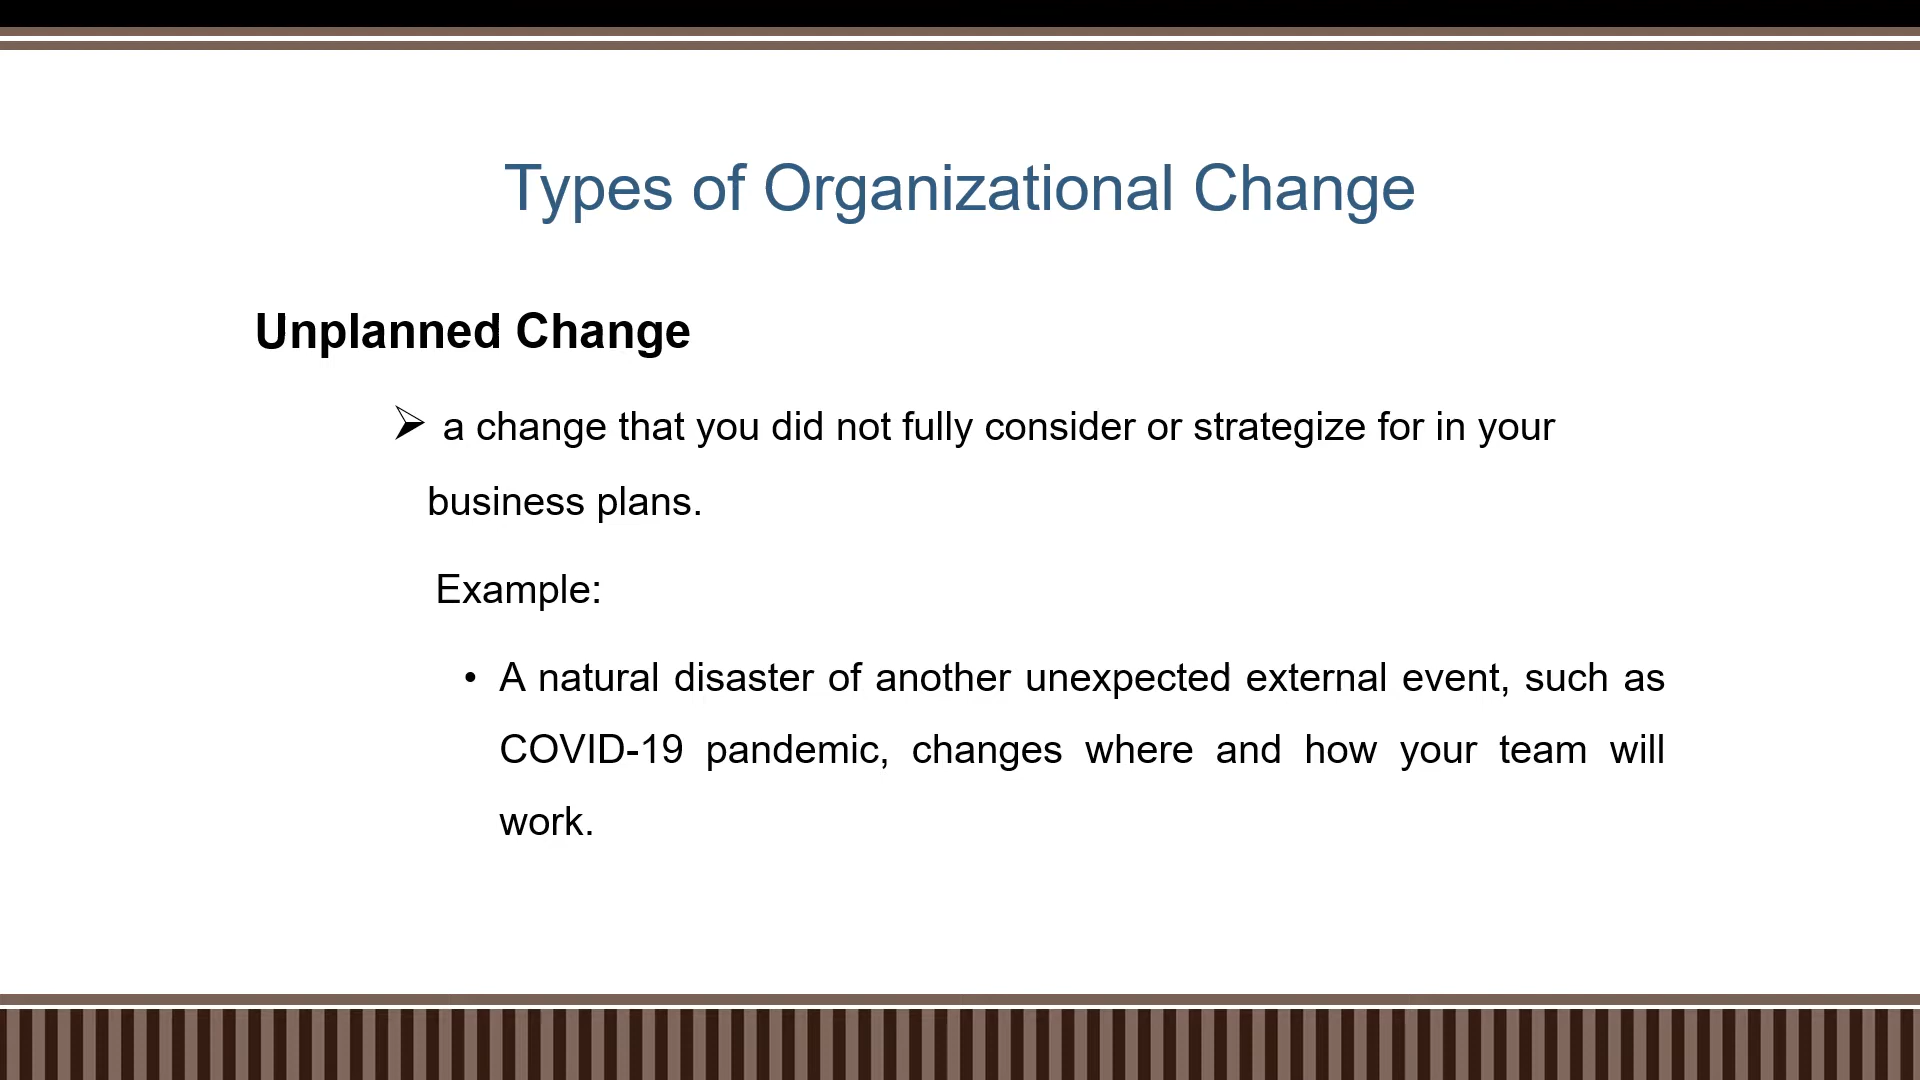 Types of Organizational Change
Unplanned Change
➢ a change that you did not fully consider or strategize for in your
business plans.
Example:
• A natural disaster of another unexpected external event, such as
COVID-19 pandemic, changes where and how your team will
work.